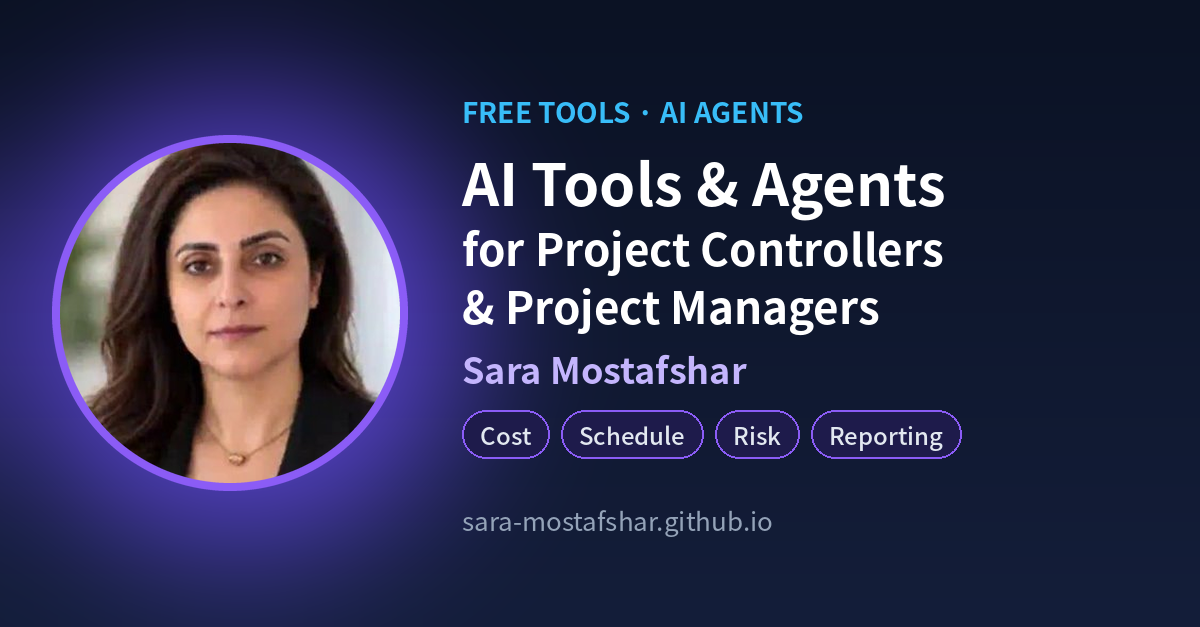 FREE TOOLS · AI AGENTS
AI Tools & Agents
for Project Controllers
& Project Managers
Sara Mostafshar
Cost Schedule Risk Reporting
sara-mostafshar.github.io